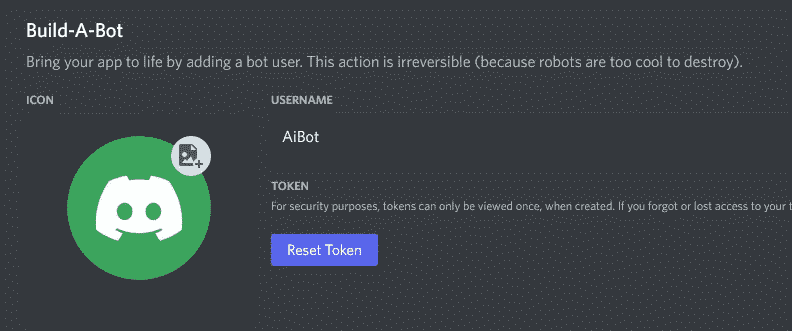 Build-A-Bot
Bring your app to life by adding a bot user. This action is irreversible (because robots are too cool to destroy).
ICON
USERNAME
AiBot
TOKEN
For security purposes, tokens can only be viewed once, when created. If you forgot or lost access to your
Reset Token